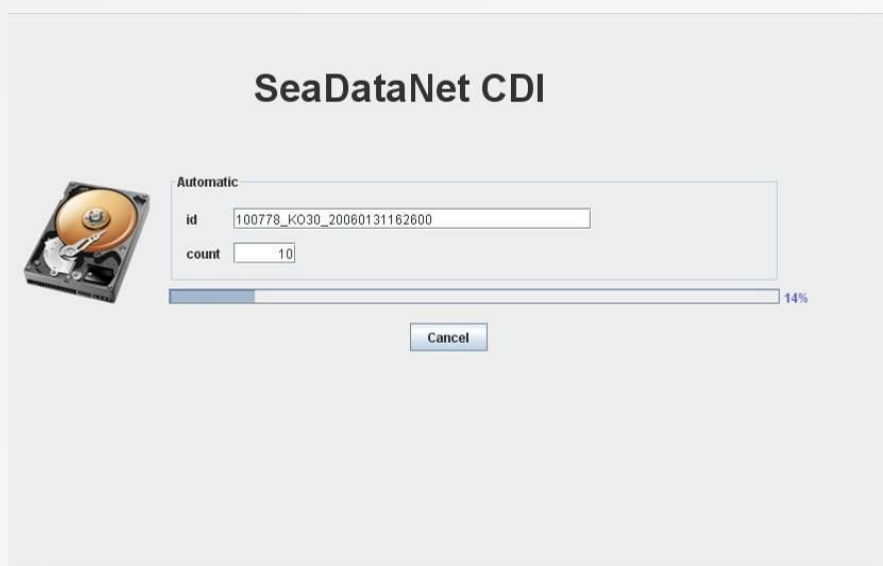 SeaDataNet CDI
Automatic
id 100778_KO30_20060131162600
count 10
14%
Cancel